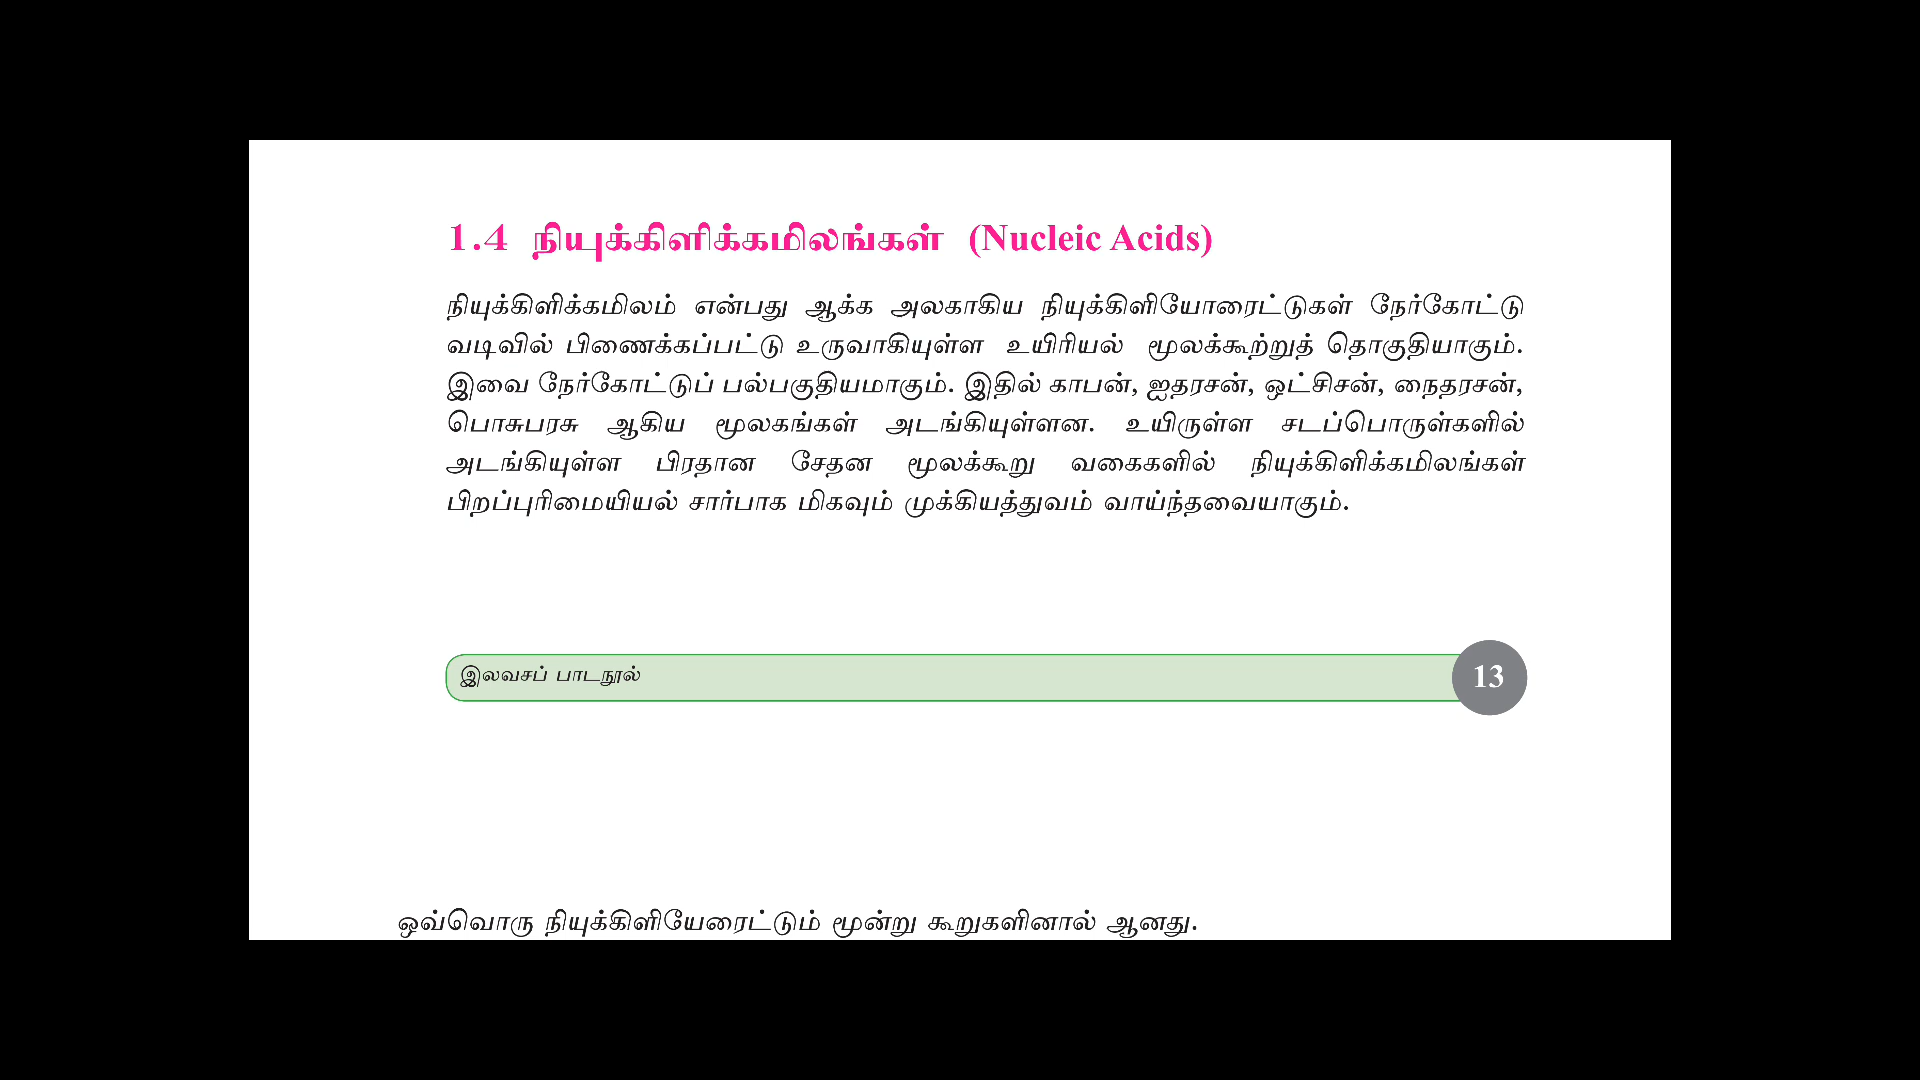 1.4 நியுக்கிளிக்கமிலங்கள் (Nucleic Acids)
நியுக்கிளிக்கமிலம் என்பது ஆக்க அலகாகிய நியுக்கிளியோரைட்டுகள் நேர்கோட்டு
வடிவில் பிணைக்கப்பட்டு உருவாகியுள்ள உயிரியல் மூலக்கூற்றுத் தொகுதியாகும்.
இவை நேர்கோட்டுப் பல்பகுதியமாகும். இதில் காபன், ஐதரசன், ஒட்சிசன், நைதரசன்,
பொசுபரசு ஆகிய மூலகங்கள் அடங்கியுள்ளன. உயிருள்ள சடப்பொருள்களில்
அடங்கியுள்ள பிரதான சேதன மூலக்கூறு வகைகளில் நியுக்கிளிக்கமிலங்கள்
பிறப்புரிமையியல் சார்பாக மிகவும் முக்கியத்துவம் வாய்ந்தவையாகும்.
இலவசப் பாடநூல்
13
ஒவ்வொரு நியுக்கிளியேரைட்டும் மூன்று கூறுகளினால் ஆனது.